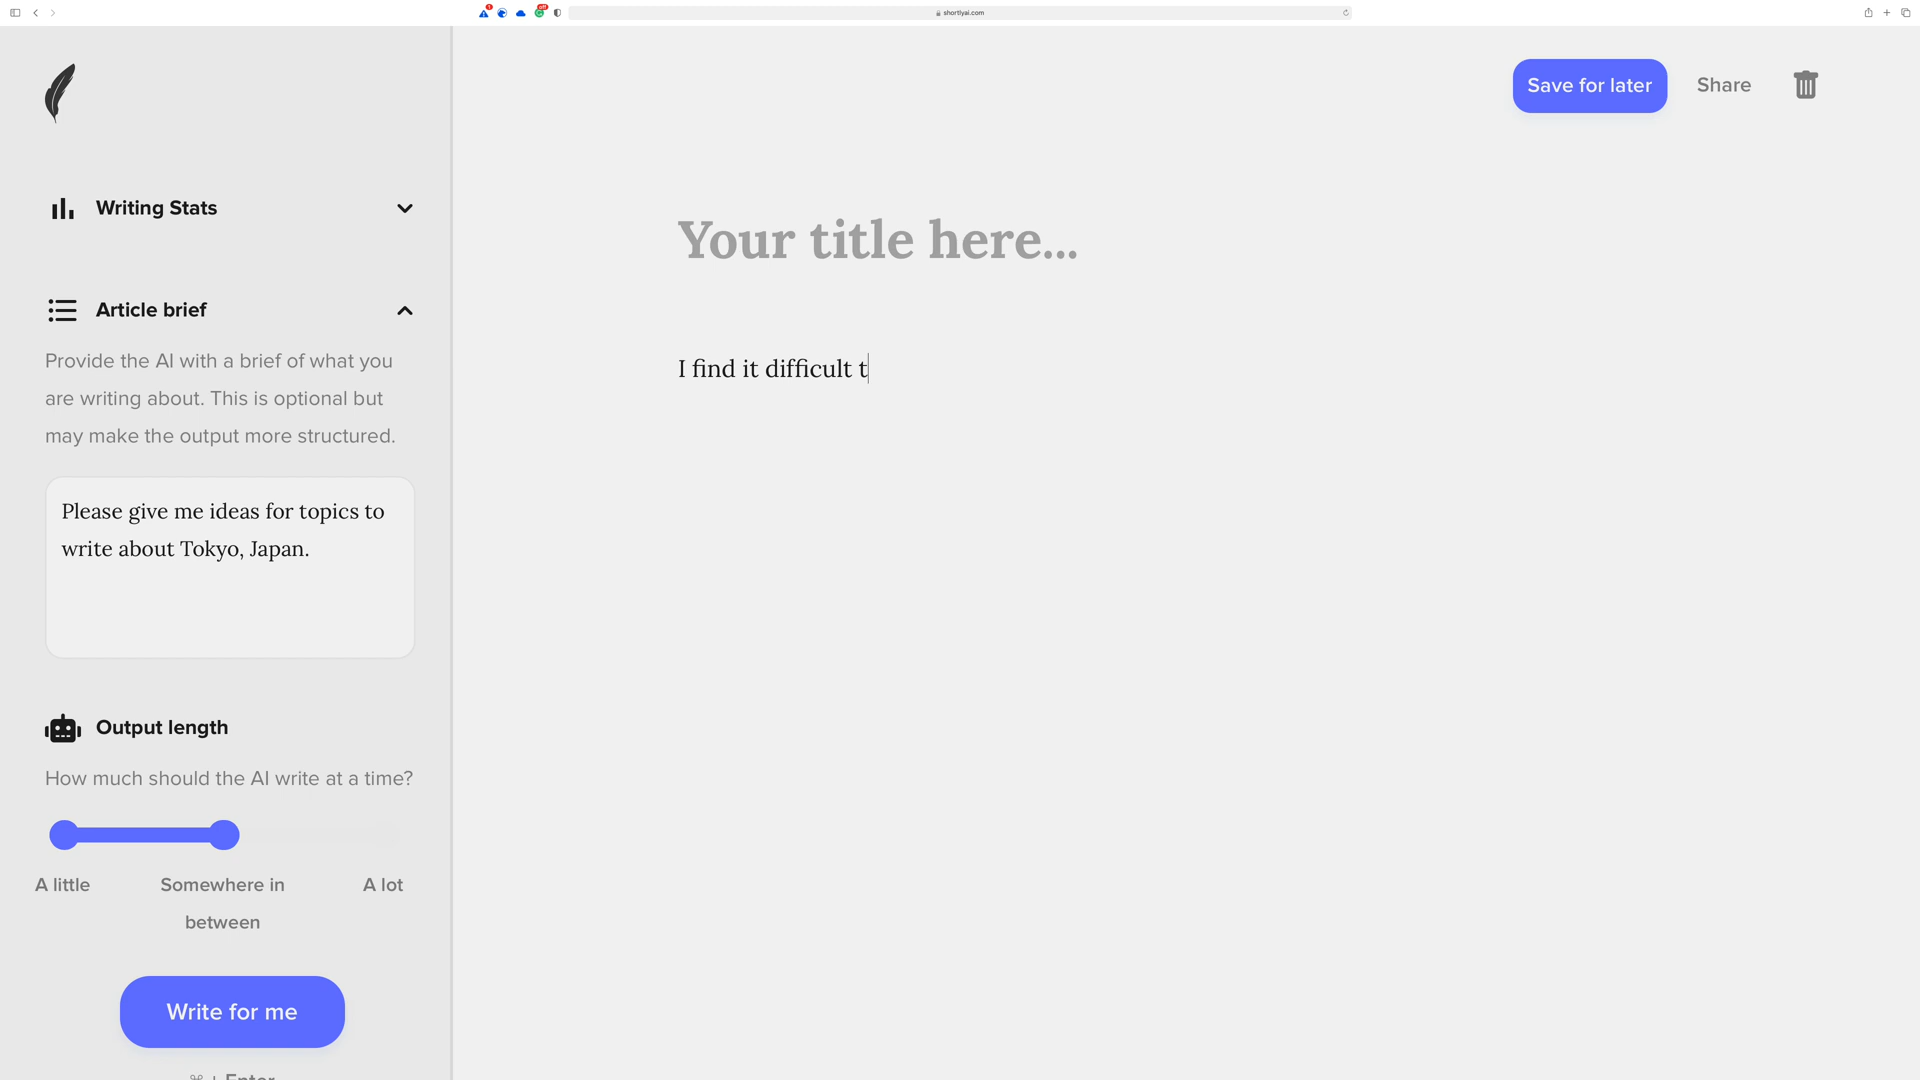 shortlyai.com
Save for later
Share
Writing Stats
Your title here...
Article brief
Provide the AI with a brief of what you
are writing about. This is optional but
may make the output more structured.
I find it difficult t
Please give me ideas for topics to
write about Tokyo, Japan.
Output length
How much should the AI write at a time?
A little
Somewhere in
between
A lot
Write for me
⌘ + Enter